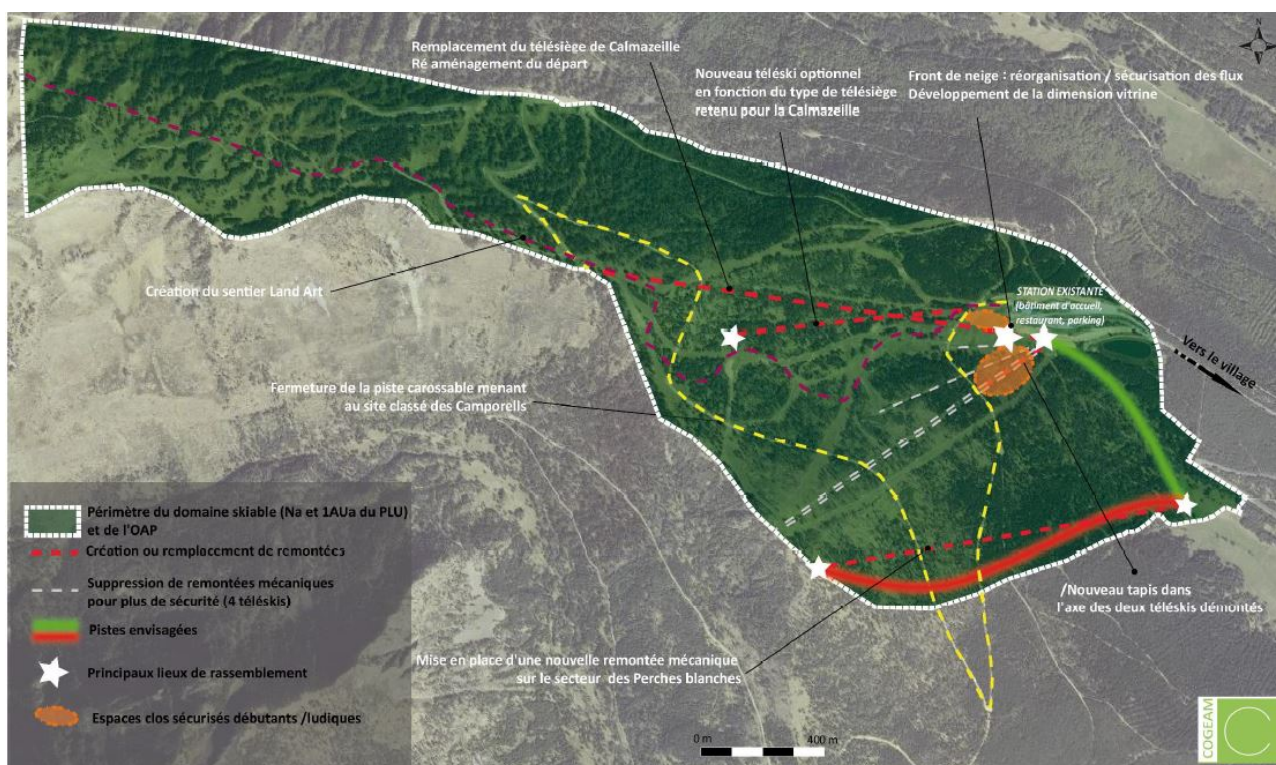 Remplacement du télésiège de Calmazeille
Ré aménagement du départ
Nouveau téléski optionnel
en fonction du type de télésiège
retenu pour la Calmazeille
Front de neige : réorganisation / sécurisation des flux
Développement de la dimension vitrine
N
Création du sentier Land Art
STATION EXISTANTE
(bâtiment d'accueil,
restaurant, parking)
Vers le village
Fermeture de la piste carossable menant
au site classé des Camporells
/Nouveau tapis dans
l'axe des deux téléskis démontés
Mise en place d'une nouvelle remontée mécanique
sur le secteur des Perches blanches
Périmètre du domaine skiable (Na et 1AUa du PLU)
et de l'OAP
Création ou remplacement de remontées
Suppression de remontées mécaniques
pour plus de sécurité (4 téléskis)
Pistes envisagées
Principaux lieux de rassemblement
Espaces clos sécurisés débutants /ludiques
0 m 400 m
COGEAM